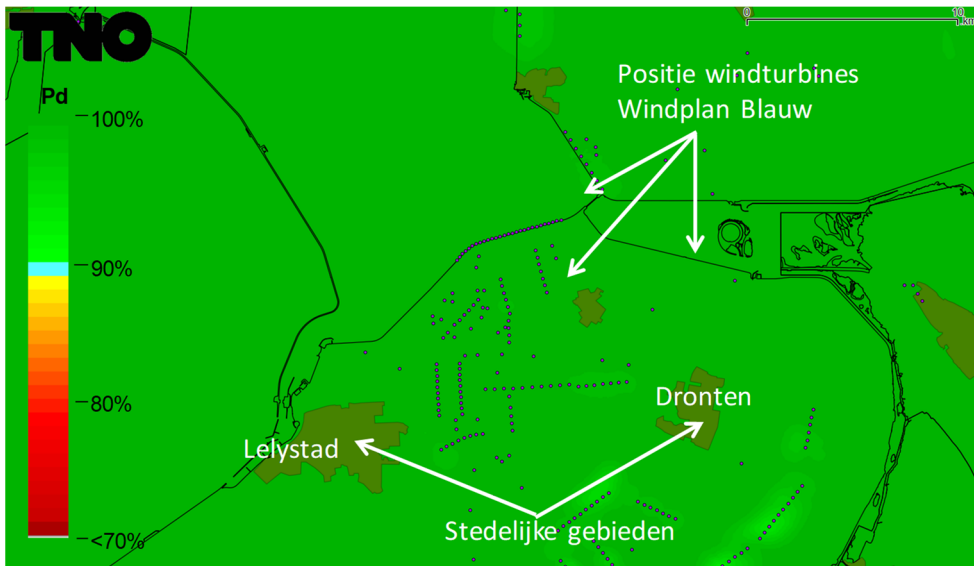 TNO
0 10
km
Pd
100%
90%
80%
<70%
Positie windturbines
Windplan Blauw
Dronten
Lelystad
Stedelijke gebieden